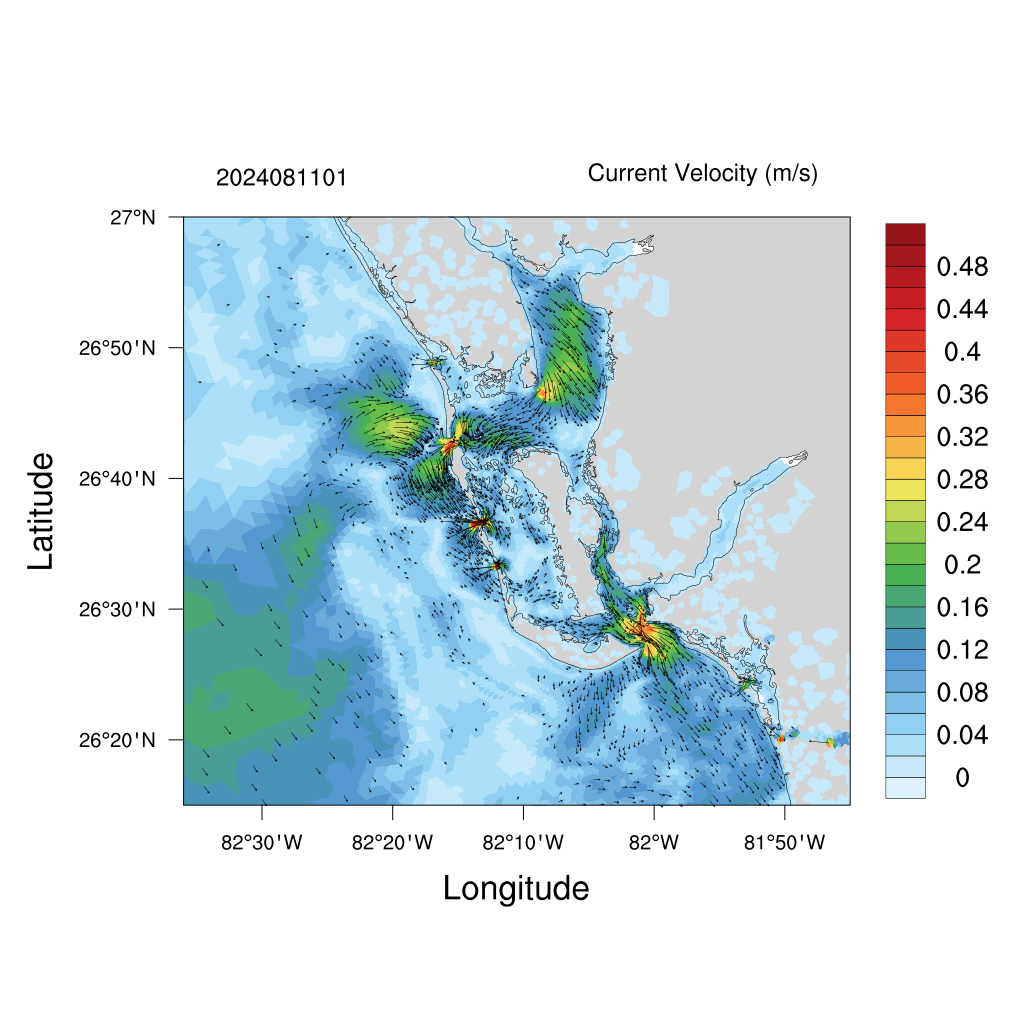 2024081101
Current Velocity (m/s)
27°N
26°50'N
26°40'N
26°30'N
26°20'N
Latitude
82°30'W
82°20'W
82°10'W
82°W
81°50'W
Longitude
0.48
0.44
0.4
0.36
0.32
0.28
0.24
0.2
0.16
0.12
0.08
0.04
0